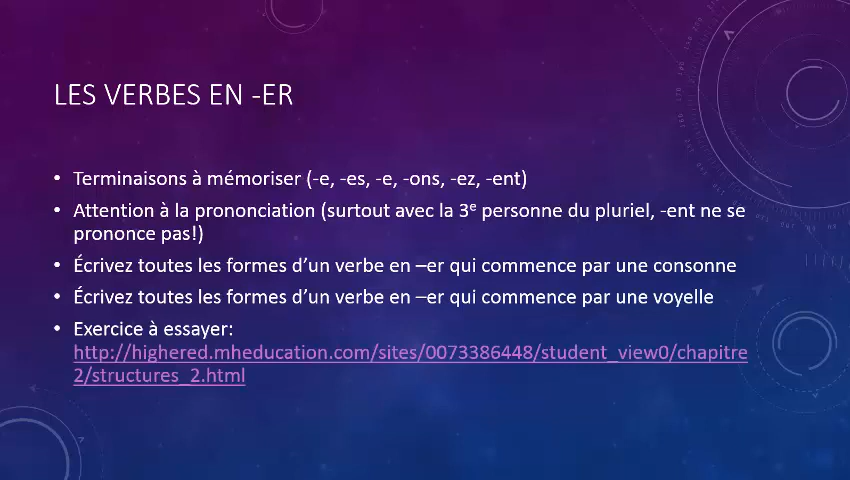 LES VERBES EN -ER
• Terminaisons à mémoriser (-e, -es, -e, -ons, -ez, -ent)
• Attention à la prononciation (surtout avec la 3e personne du pluriel, -ent ne se
prononce pas!)
• Écrivez toutes les formes d’un verbe en –er qui commence par une consonne
• Écrivez toutes les formes d’un verbe en –er qui commence par une voyelle
• Exercice à essayer:
http://highered.mheducation.com/sites/0073386448/student_view0/chapitre
2/structures_2.html